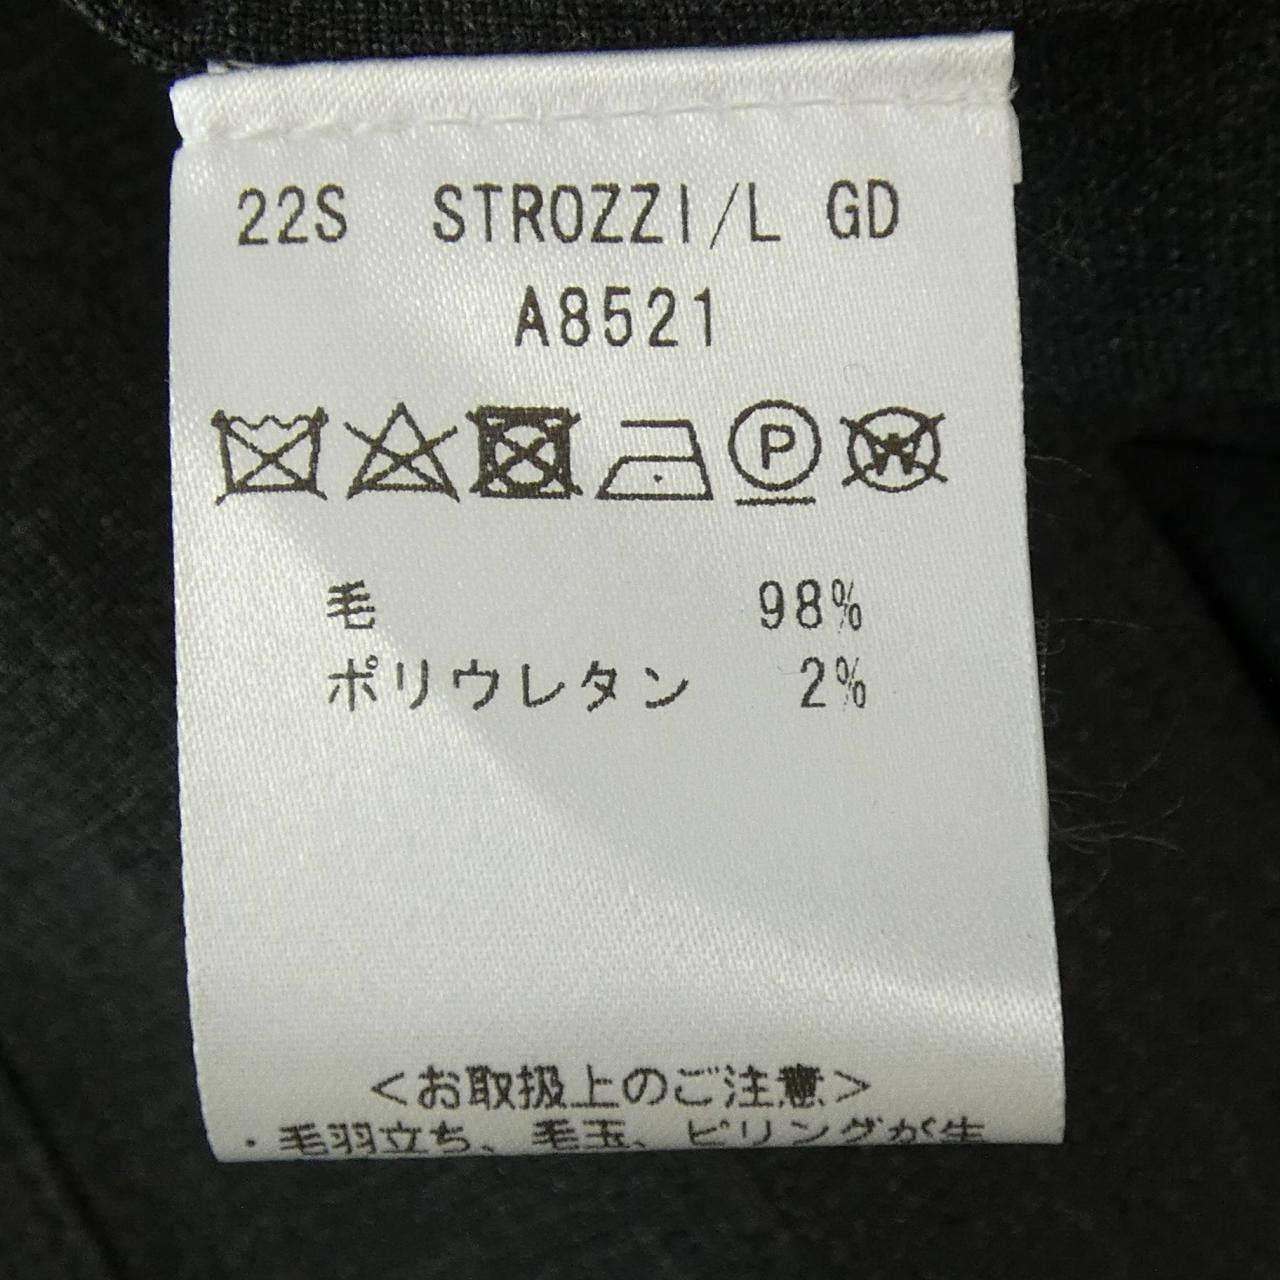 22S STROZZI/L GD
A8521
P W
毛 98%
ポリウレタン 2%
＜お取扱上のご注意＞
・毛羽立ち、毛玉、ピリングが生